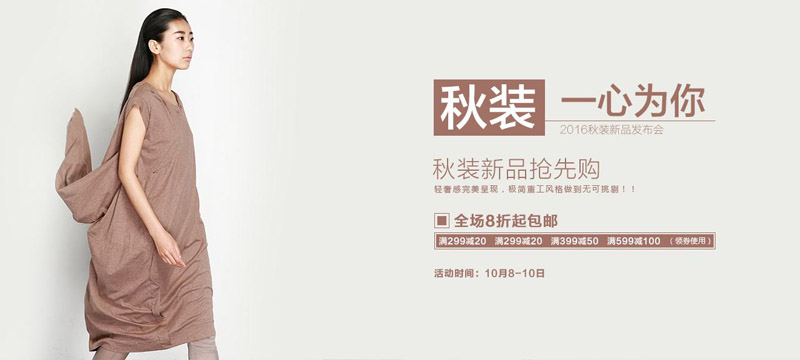 秋装 一心为你
2016秋装新品发布会
秋装新品抢先购
轻奢感完美呈现，极简重工风格做到无可挑剔！！
全场8折起包邮
满299减20 满299减20 满399减50 满599减100 （领券使用）
活动时间：10月8-10日